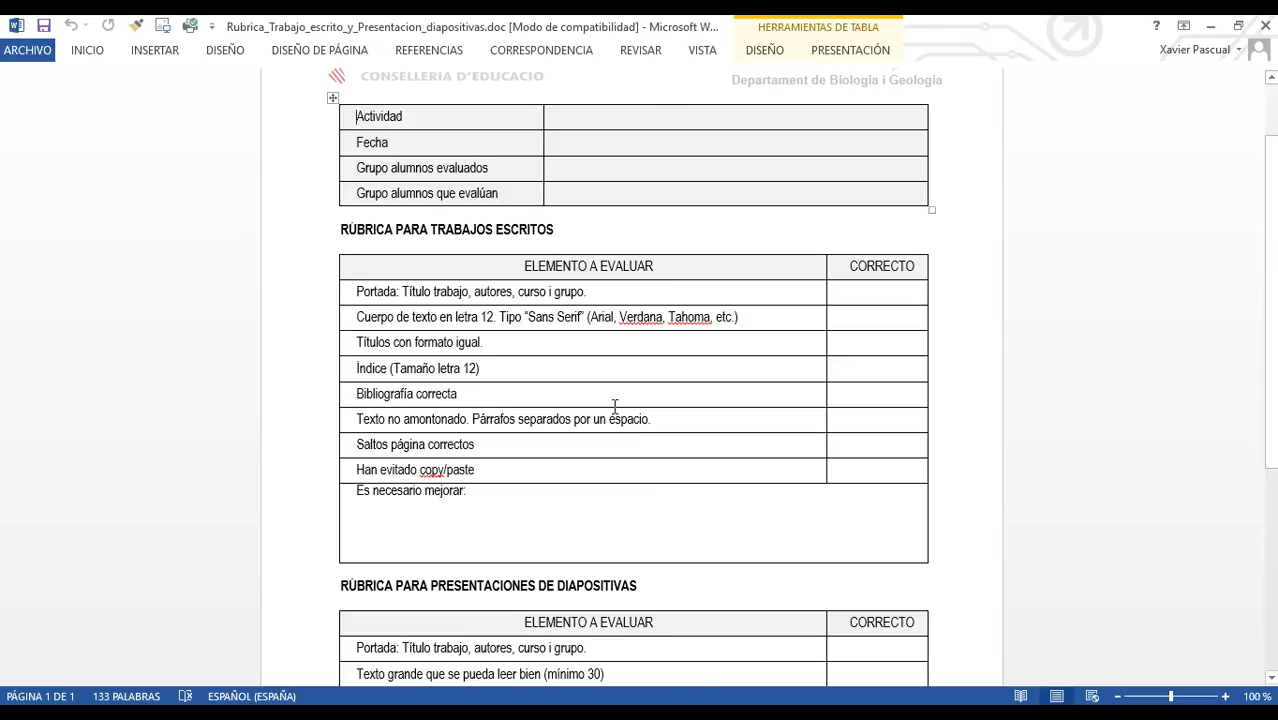 Rubrica_Trabajo_escrito_y_Presentacion_diapositivas.doc [Modo de compatibilidad] - Microsoft W...
HERRAMIENTAS DE TABLA
ARCHIVO INICIO INSERTAR DISEÑO DISEÑO DE PÁGINA REFERENCIAS CORRESPONDENCIA REVISAR VISTA DISEÑO PRESENTACIÓN Xavier Pascual
CONSELLERIA D'EDUCACIO
Departament de Biologia i Geologia
Actividad
Fecha
Grupo alumnos evaluados
Grupo alumnos que evalúan
RÚBRICA PARA TRABAJOS ESCRITOS
ELEMENTO A EVALUAR CORRECTO
Portada: Título trabajo, autores, curso i grupo.
Cuerpo de texto en letra 12. Tipo “Sans Serif” (Arial, Verdana, Tahoma, etc.)
Títulos con formato igual.
Índice (Tamaño letra 12)
Bibliografía correcta
Texto no amontonado. Párrafos separados por un espacio.
Saltos página correctos
Han evitado copy/paste
Es necesario mejorar:
RÚBRICA PARA PRESENTACIONES DE DIAPOSITIVAS
ELEMENTO A EVALUAR CORRECTO
Portada: Título trabajo, autores, curso i grupo.
Texto grande que se pueda leer bien (mínimo 30)
PÁGINA 1 DE 1 133 PALABRAS ESPAÑOL (ESPAÑA) 100 %